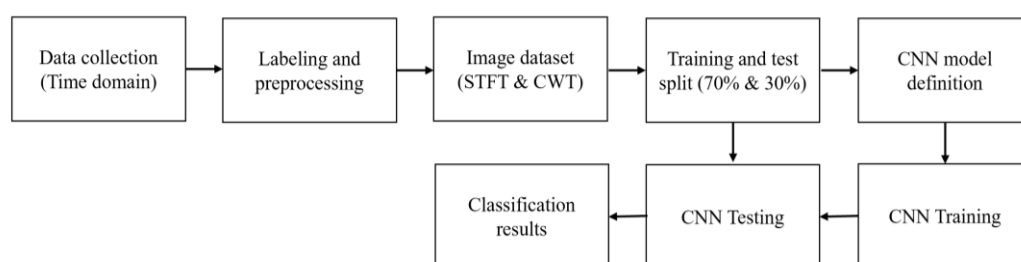 Data collection
(Time domain)
Labeling and
preprocessing
Image dataset
(STFT & CWT)
Training and test
split (70% & 30%)
CNN model
definition
Classification
results
CNN Testing
CNN Training